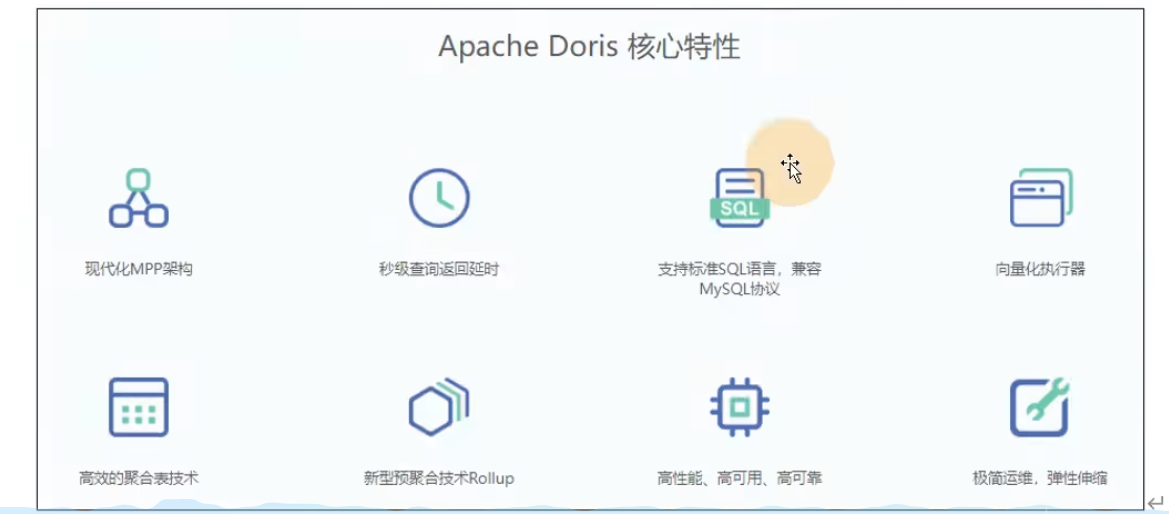 Apache Doris 核心特性
SQL
现代化MPP架构
秒级查询返回延时
支持标准SQL语言，兼容
MySQL协议
向量化执行器
高效的聚合表技术
新型预聚合技术Rollup
高性能、高可用、高可靠
极简运维，弹性伸缩